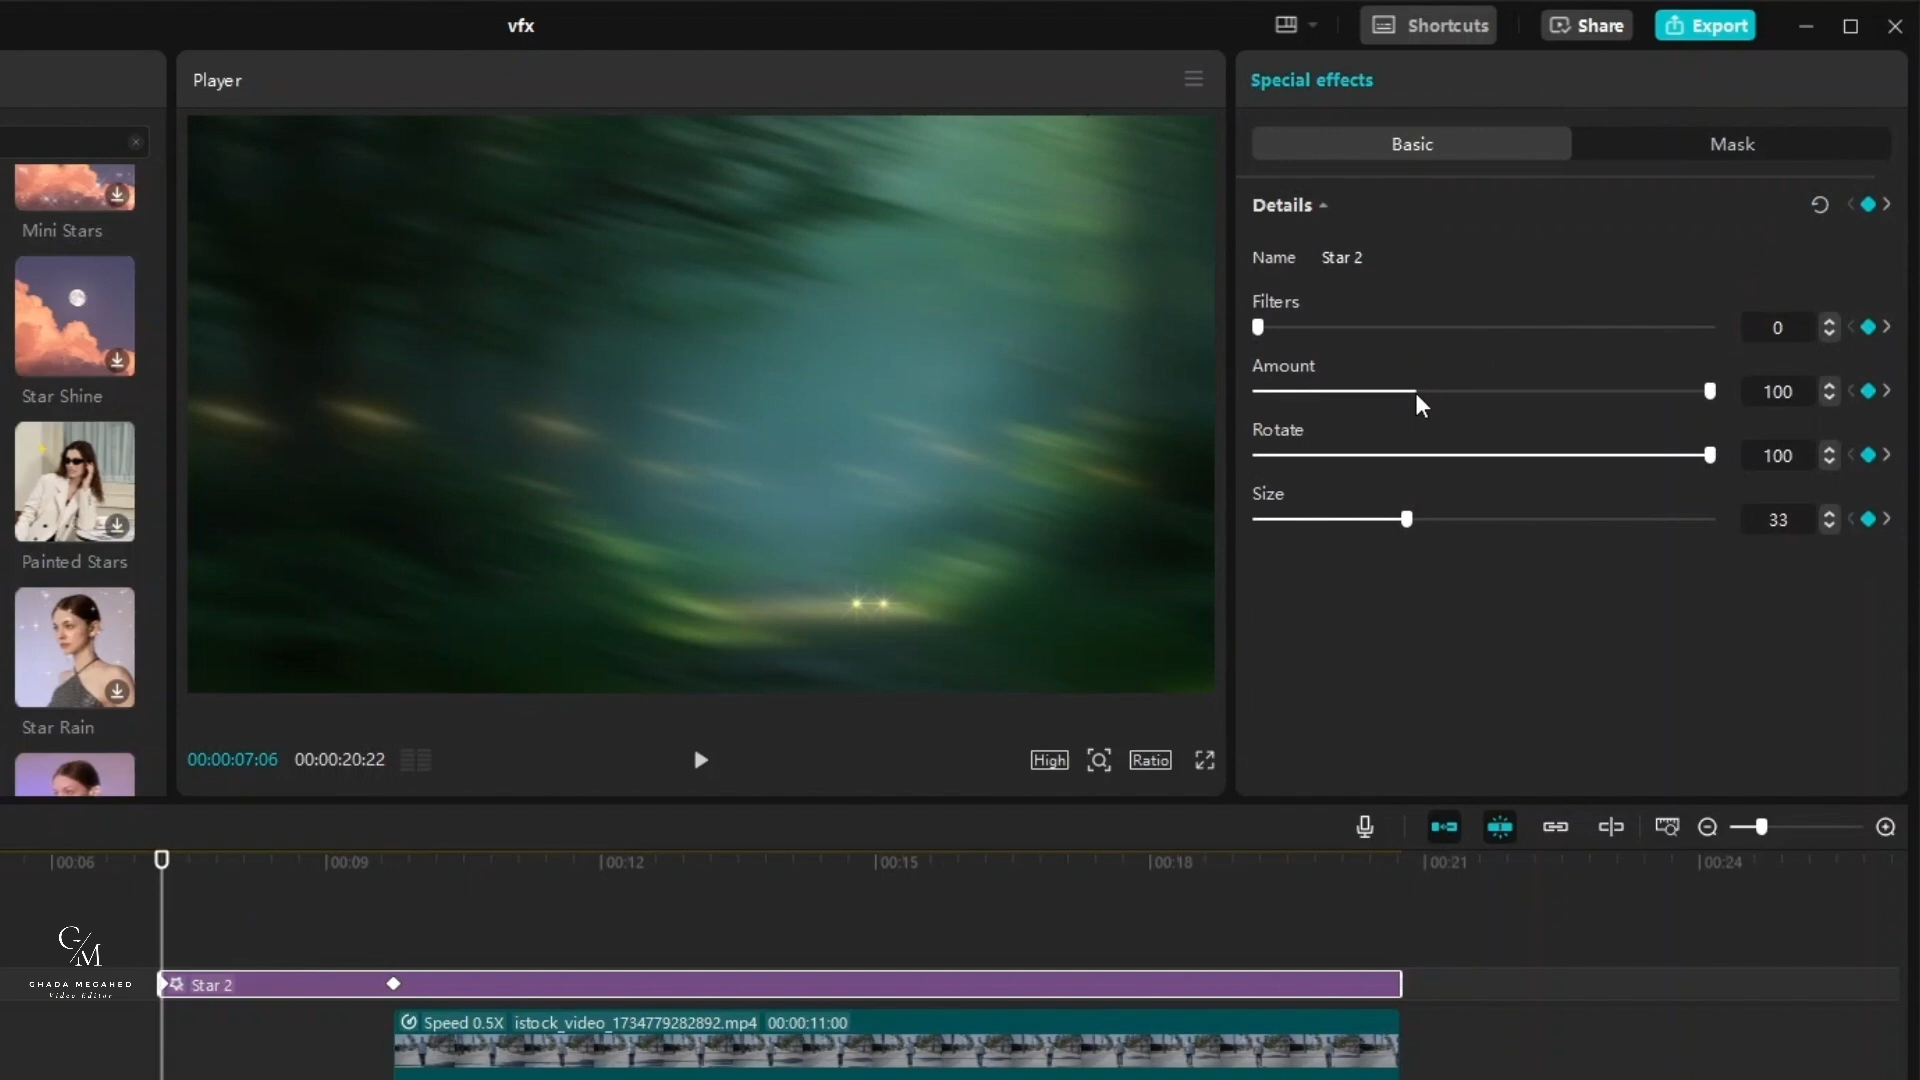 vfx
Shortcuts
Share
Export
Player
Special effects
Basic
Mask
Details
Name Star 2
Filters
0
Amount
100
Rotate
100
Size
33
Mini Stars
Star Shine
Painted Stars
Star Rain
00:00:07:06 00:00:20:22
High
Ratio
00:06
00:09
00:12
00:15
00:18
00:21
00:24
G/M
GHADA MEGAHED
Video Editor
Star 2
Speed 0.5X istock_video_1734779282892.mp4 00:00:11:00